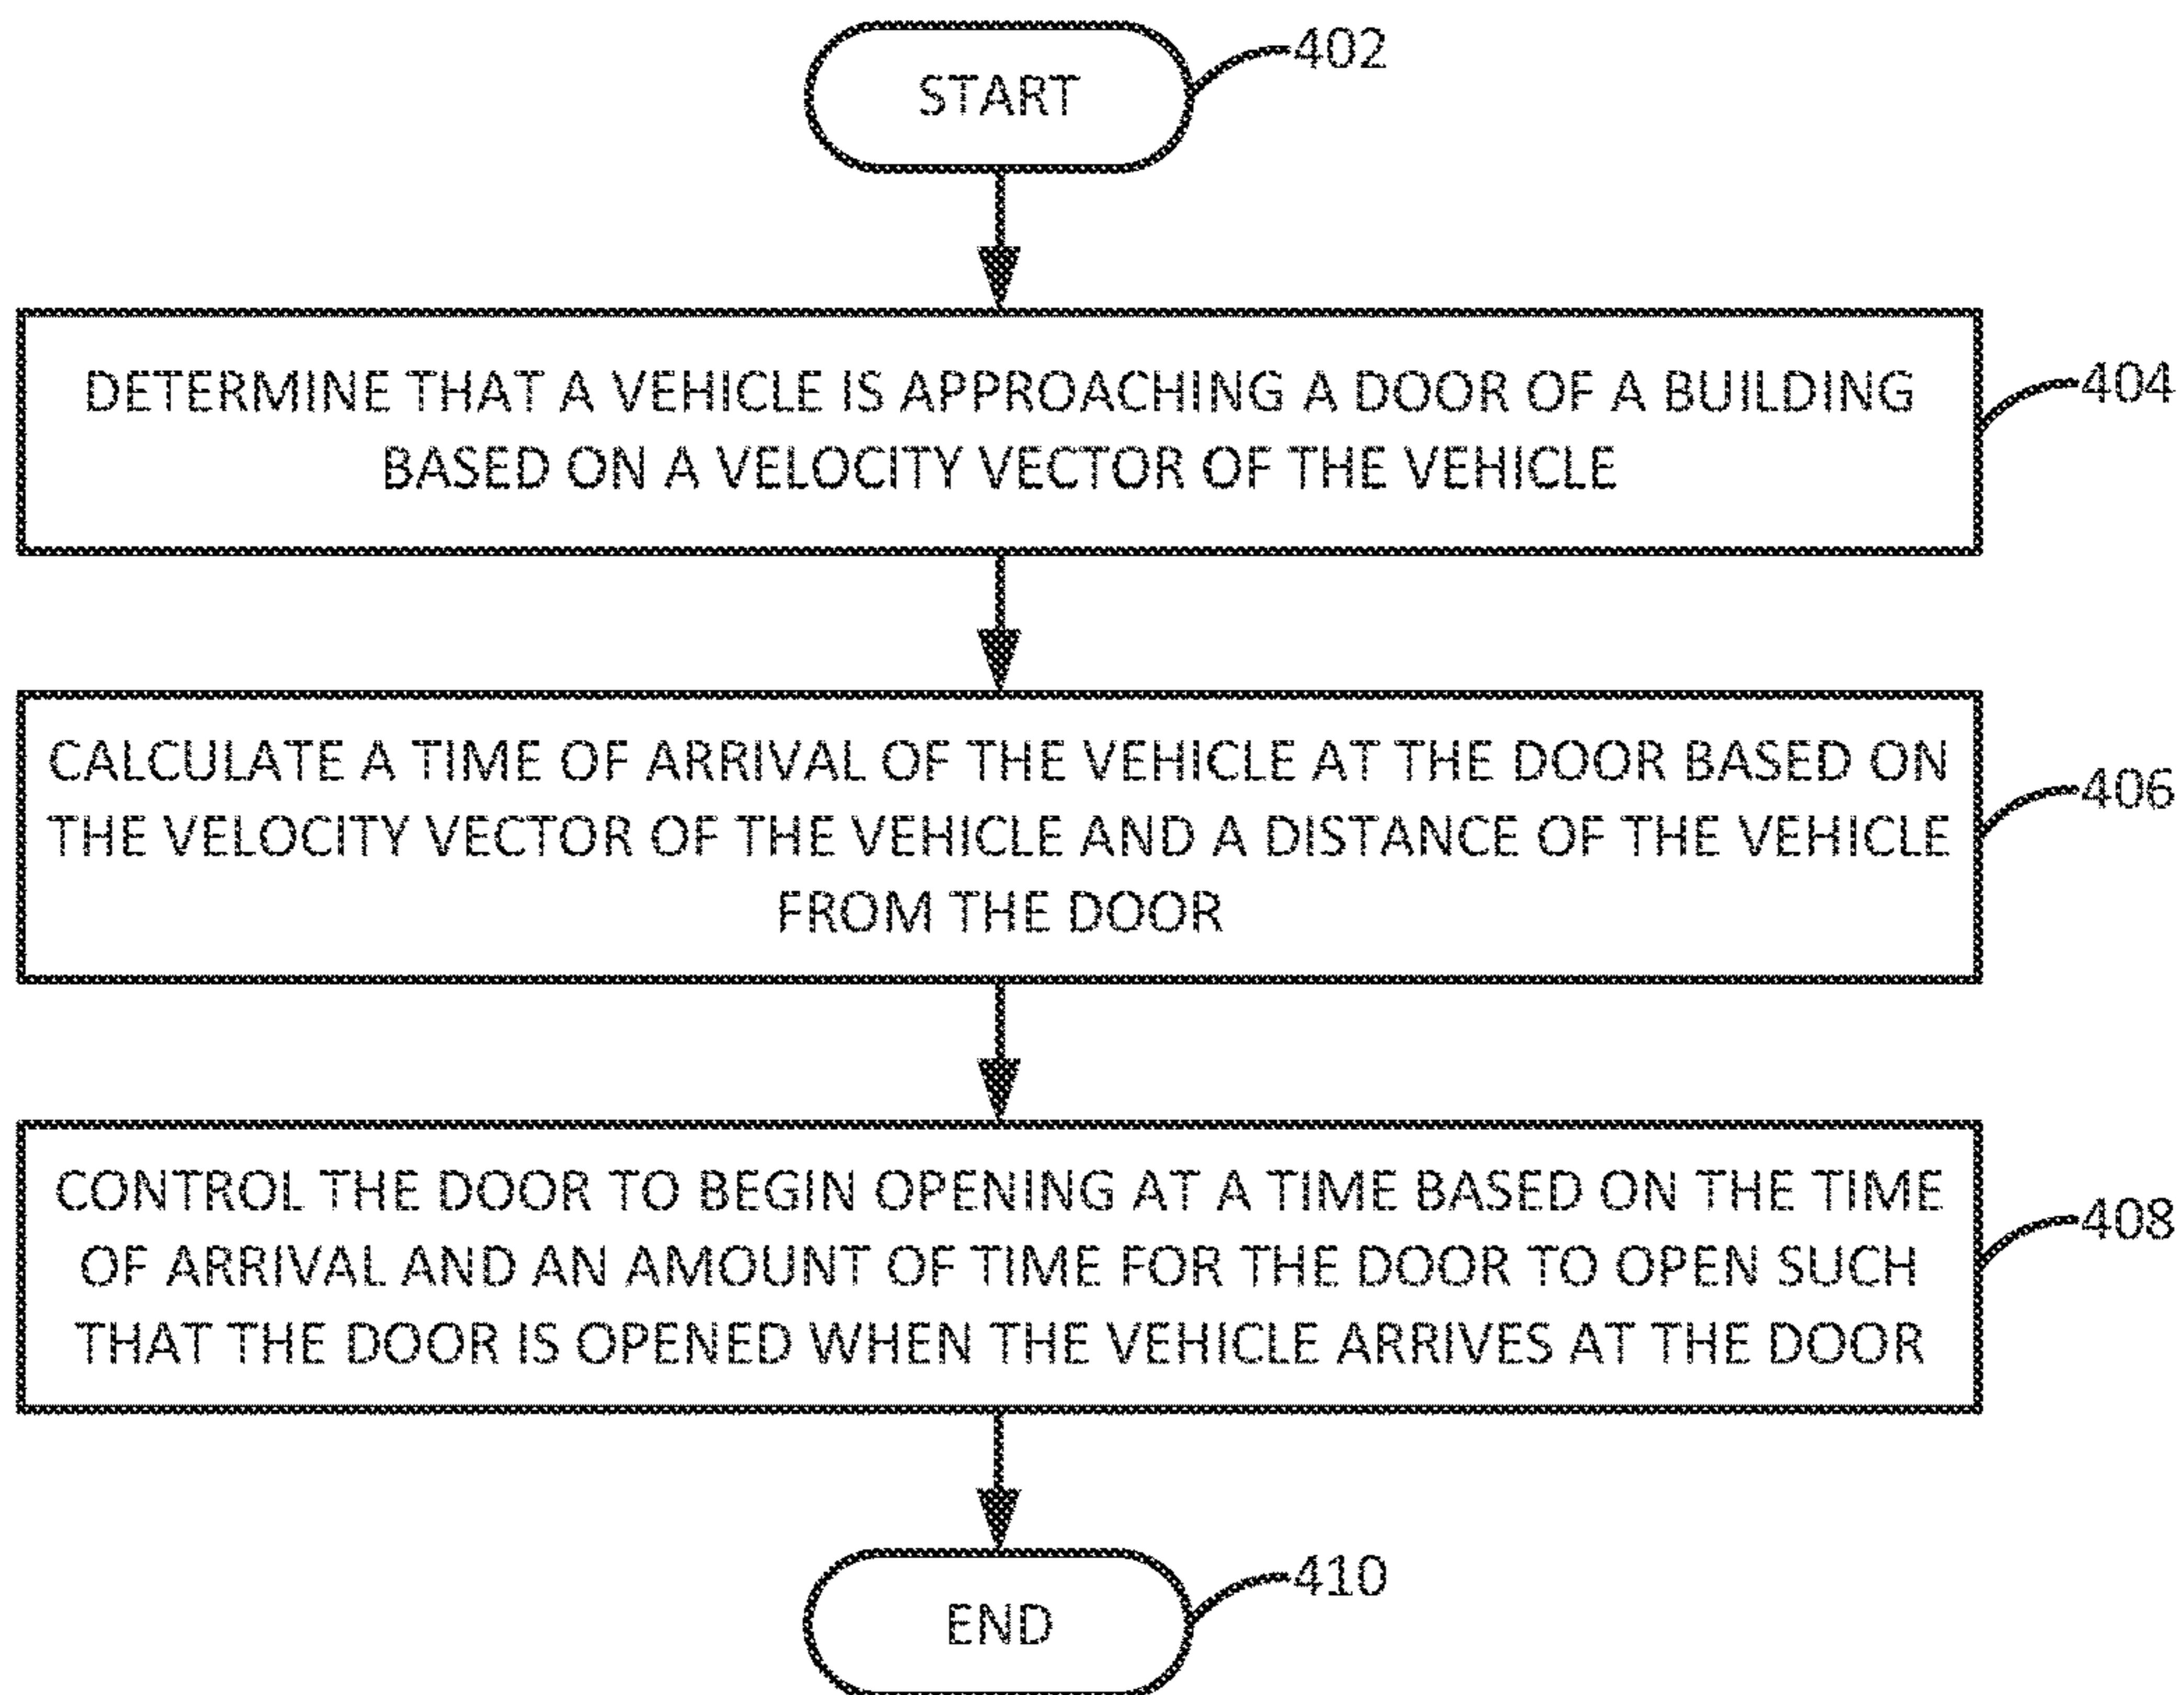 START
402
DETERMINE THAT A VEHICLE IS APPROACHING A DOOR OF A BUILDING
BASED ON A VELOCITY VECTOR OF THE VEHICLE
404
CALCULATE A TIME OF ARRIVAL OF THE VEHICLE AT THE DOOR BASED ON
THE VELOCITY VECTOR OF THE VEHICLE AND A DISTANCE OF THE VEHICLE
FROM THE DOOR
406
CONTROL THE DOOR TO BEGIN OPENING AT A TIME BASED ON THE TIME
OF ARRIVAL AND AN AMOUNT OF TIME FOR THE DOOR TO OPEN SUCH
THAT THE DOOR IS OPENED WHEN THE VEHICLE ARRIVES AT THE DOOR
408
END
410